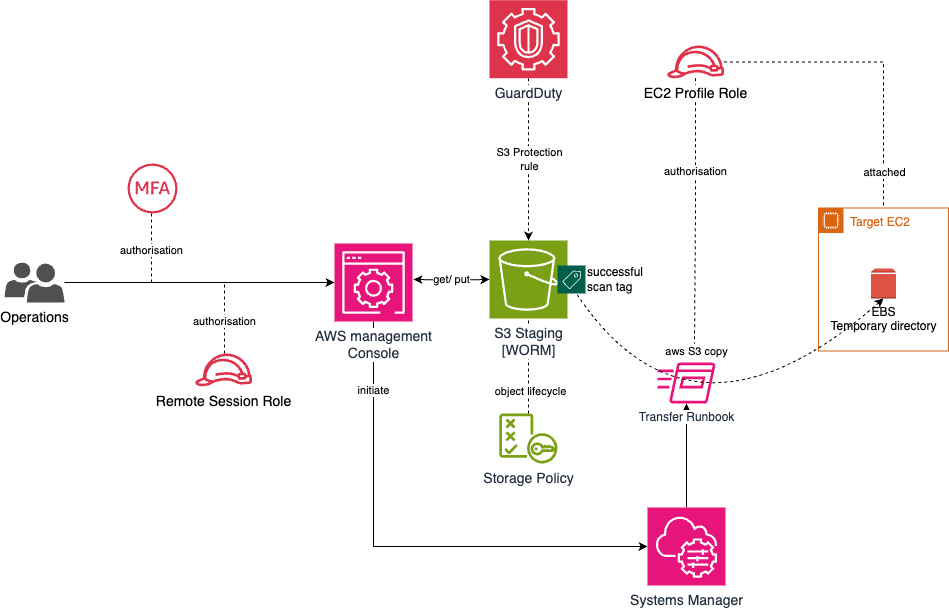 GuardDuty
EC2 Profile Role
S3 Protection
rule
authorisation
attached
MFA
Target EC2
authorisation
get/ put
successful
scan tag
Operations
EBS
Temporary directory
authorisation
AWS management
Console
S3 Staging
[WORM]
aws S3 copy
Remote Session Role
initiate
object lifecycle
Transfer Runbook
Storage Policy
Systems Manager